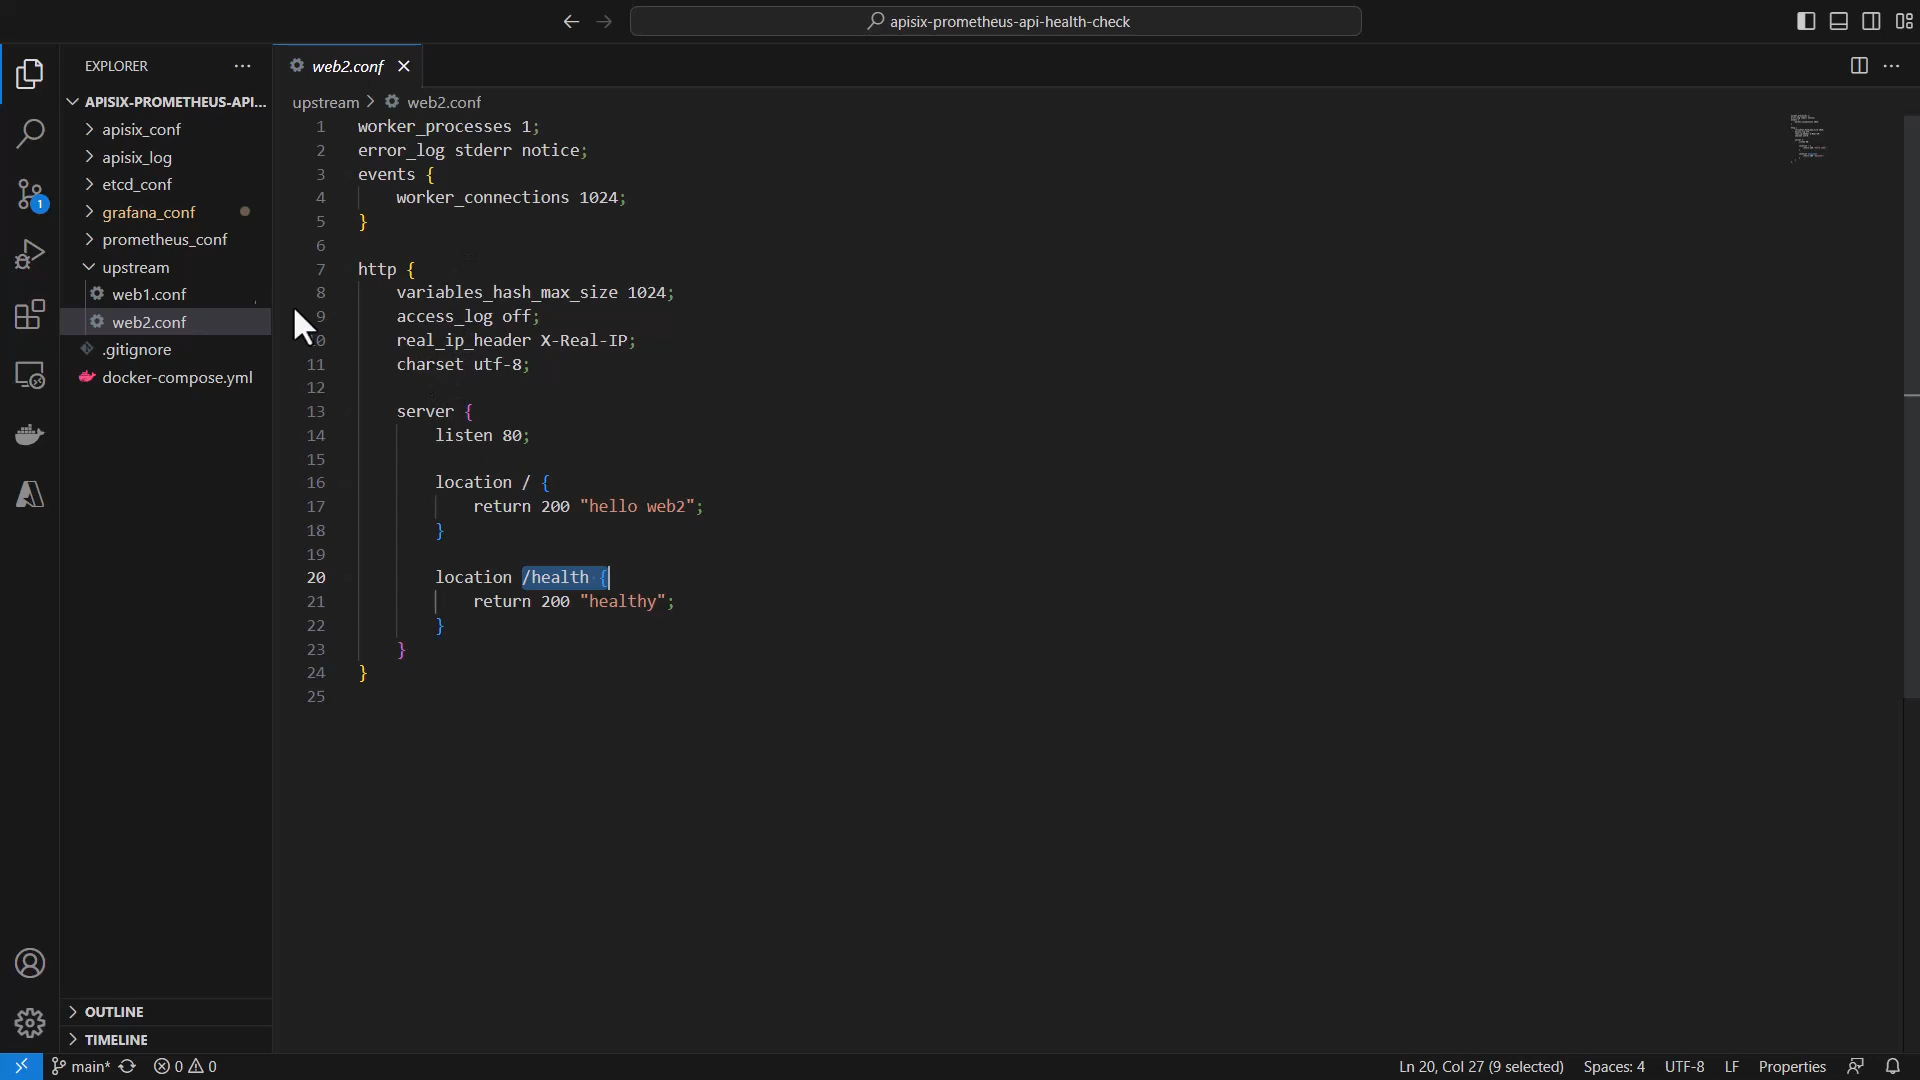 apisix-prometheus-api-health-check
EXPLORER
web2.conf
APISIX-PROMETHEUS-API...
apisix_conf
apisix_log
etcd_conf
grafana_conf
prometheus_conf
upstream
web1.conf
web2.conf
.gitignore
docker-compose.yml
1
OUTLINE
TIMELINE
upstream > web2.conf
1 worker_processes 1;
2 error_log stderr notice;
3 events {
4 worker_connections 1024;
5 }
6
7 http {
8 variables_hash_max_size 1024;
9 access_log off;
10 real_ip_header X-Real-IP;
11 charset utf-8;
12
13 server {
14 listen 80;
15
16 location / {
17 return 200 "hello web2";
18 }
19
20 location /health {
21 return 200 "healthy";
22 }
23 }
24 }
25
main* 0 0 Ln 20, Col 27 (9 selected) Spaces: 4 UTF-8 LF Properties